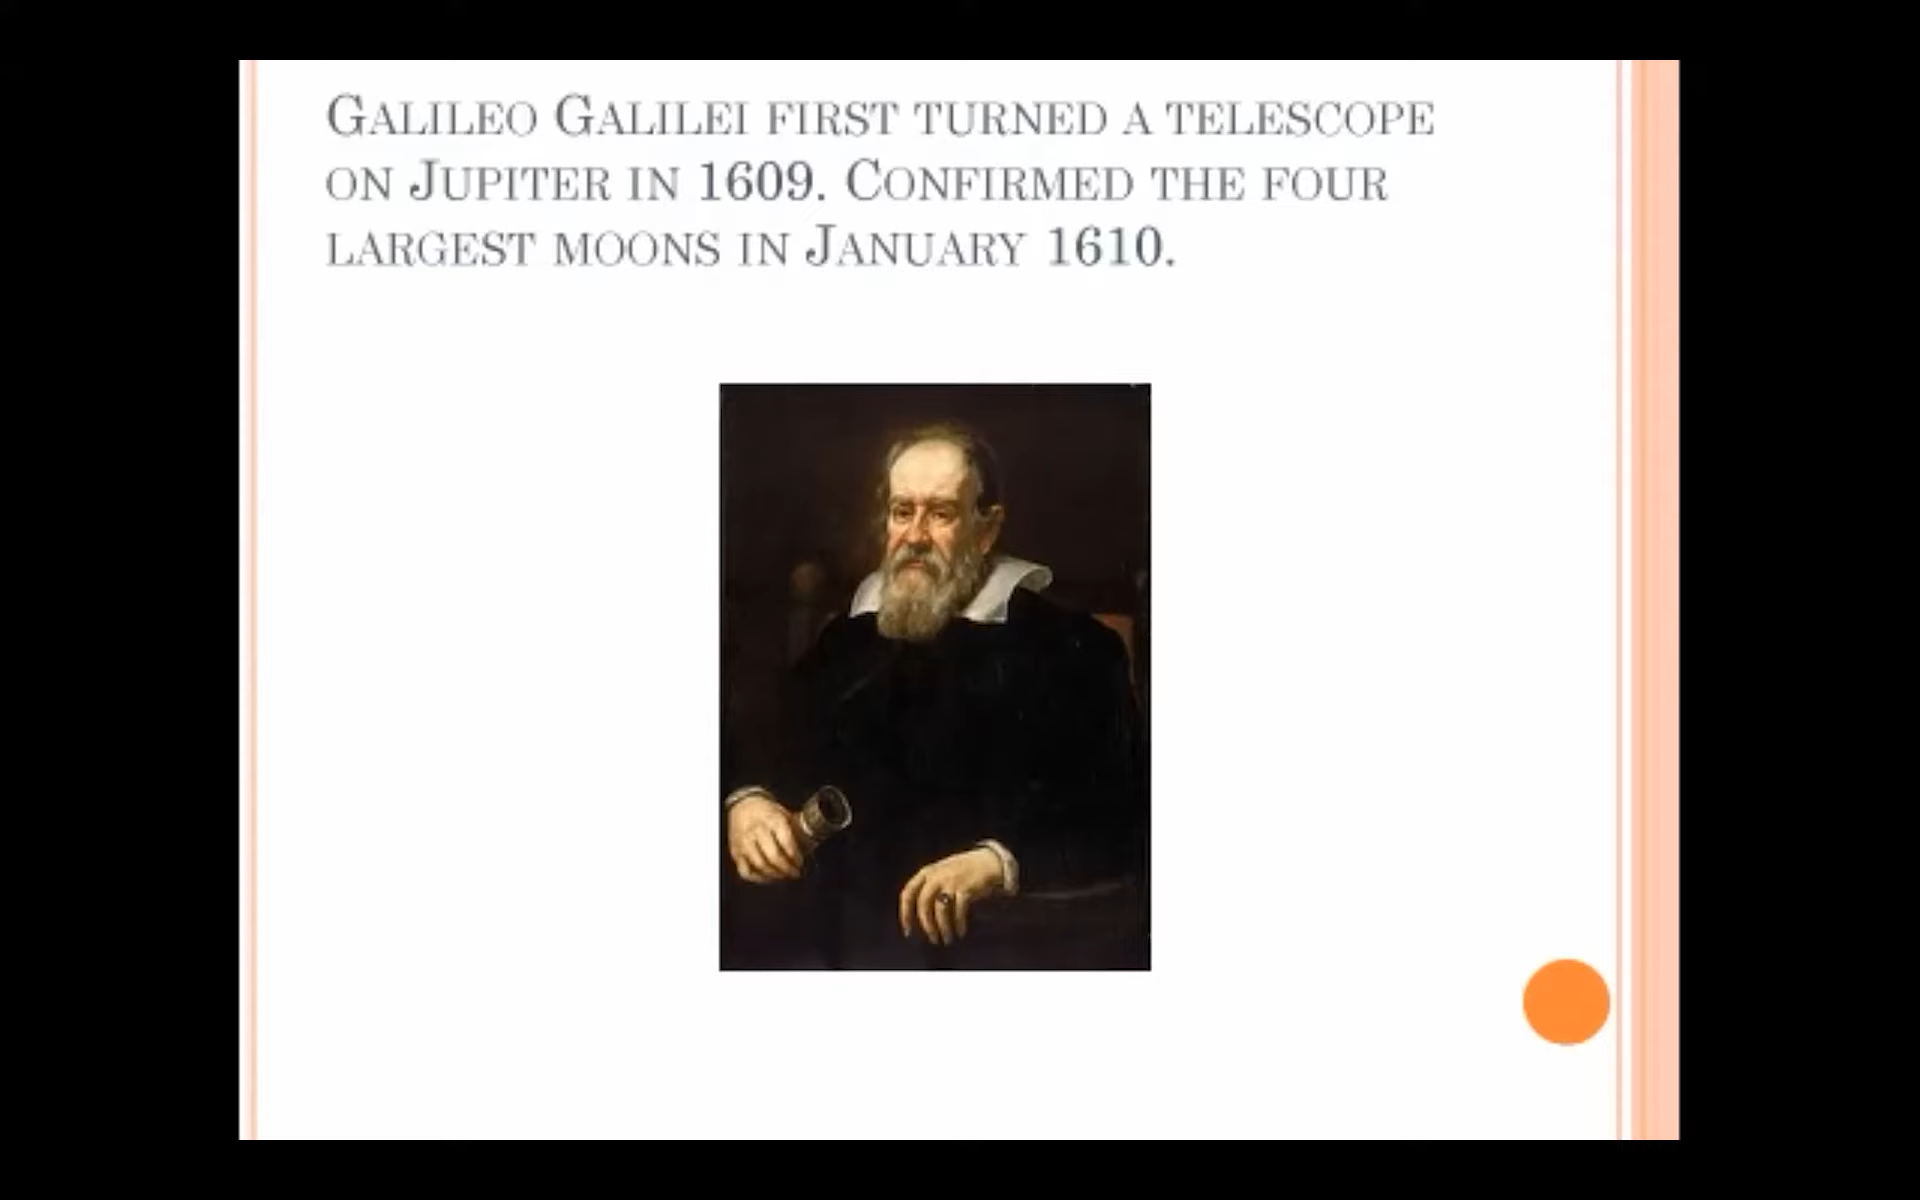 Galileo Galilei first turned a telescope
on Jupiter in 1609. Confirmed the four
largest moons in January 1610.